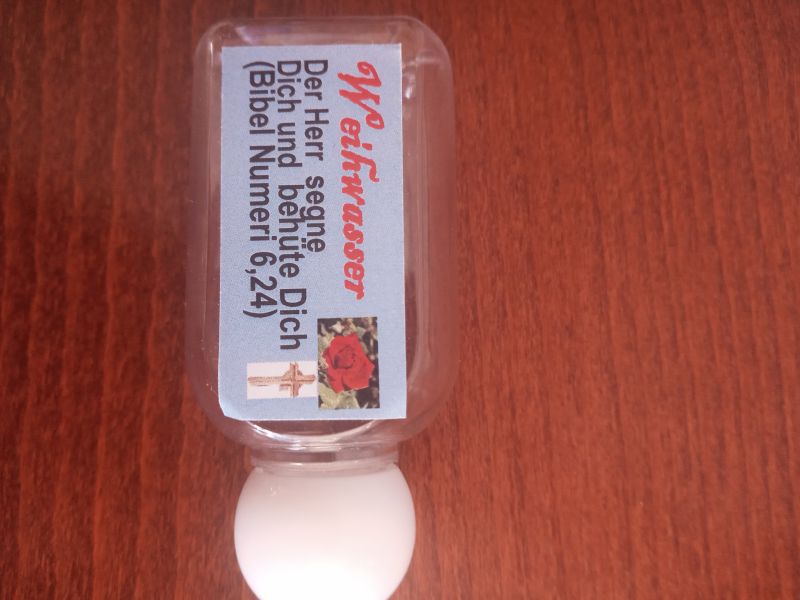 Weihwasser
Der Herr segne
Dich und behüte Dich
(Bibel Numeri 6,24)